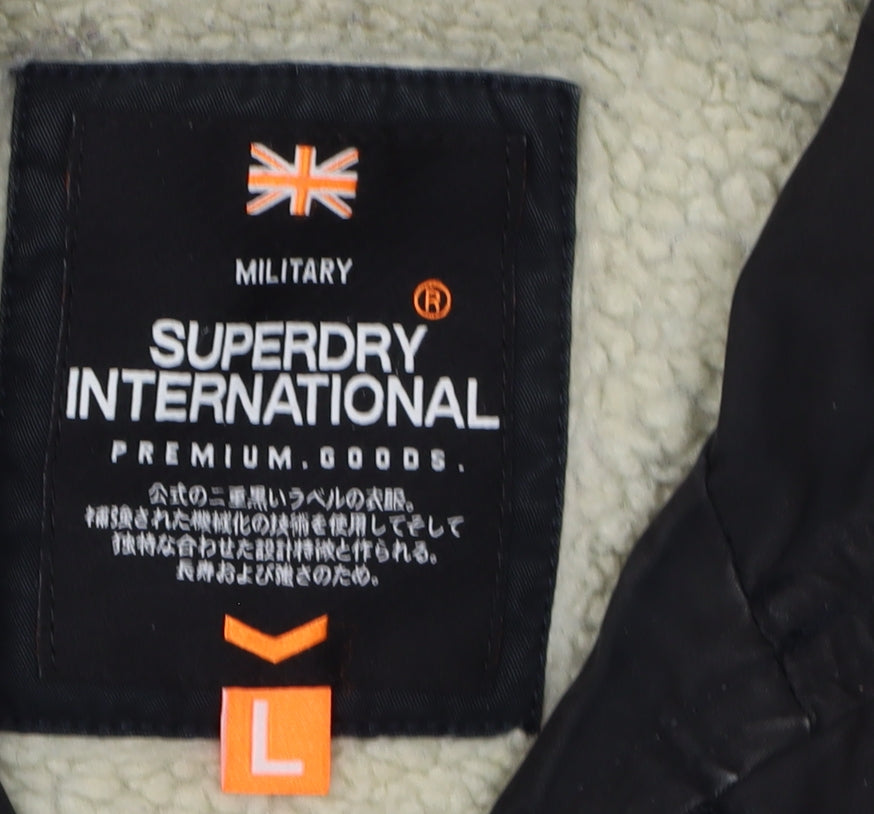 MILITARY
®
SUPERDRY
INTERNATIONAL
PREMIUM.GOODS.
公式の二重黒いラベルの衣服。
補強された機械化の技術を使用してそして
独特な合わせた設計特徴と作られる。
長寿および強さのため。
L